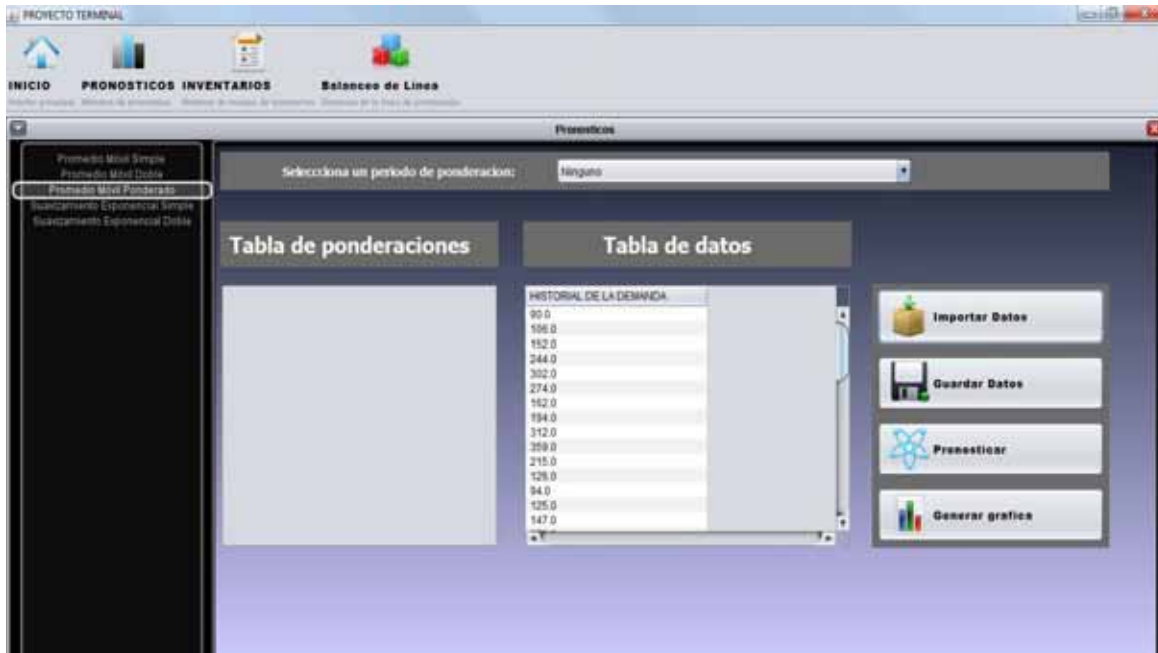 PROYECTO TERMINAL
INICIO
PRONOSTICOS
INVENTARIOS
Balanceo de Linea
Pronosticos
Promedio Móvil Simple
Promedio Móvil Doble
Promedio Móvil Ponderado
Suavizamiento Exponencial Simple
Suavizamiento Exponencial Doble
Seleccciona un periodo de ponderacion:
Ninguno
Tabla de ponderaciones
Tabla de datos
HISTORIAL DE LA DEMANDA
90.0
106.0
152.0
244.0
302.0
274.0
162.0
194.0
312.0
359.0
215.0
94.0
125.0
147.0
Importar Datos
Guardar Datos
Pronosticar
Generar grafica